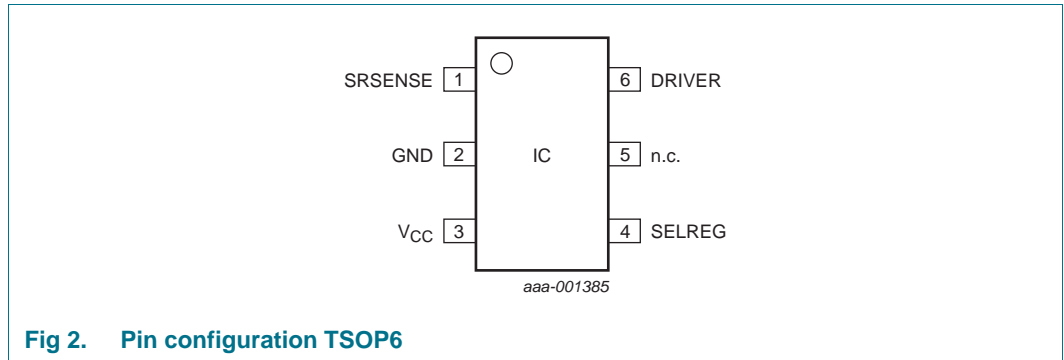 SRSENSE 1 6 DRIVER
GND 2 IC 5 n.c.
VCC 3 4 SELREG
aaa-001385
Fig 2. Pin configuration TSOP6